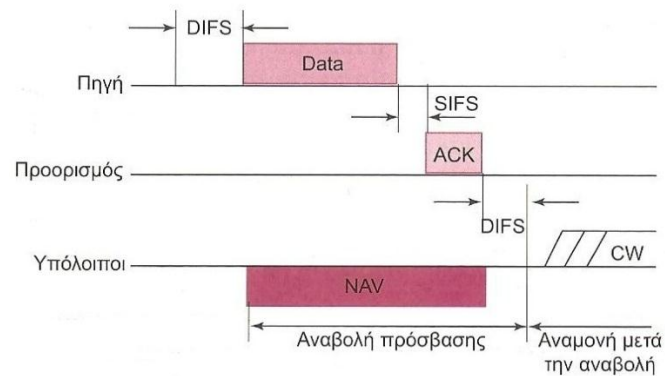 DIFS
Data
Πηγή
SIFS
ACK
Προορισμός
DIFS
CW
Υπόλοιποι
NAV
Αναβολή πρόσβασης
Αναμονή μετά
την αναβολή